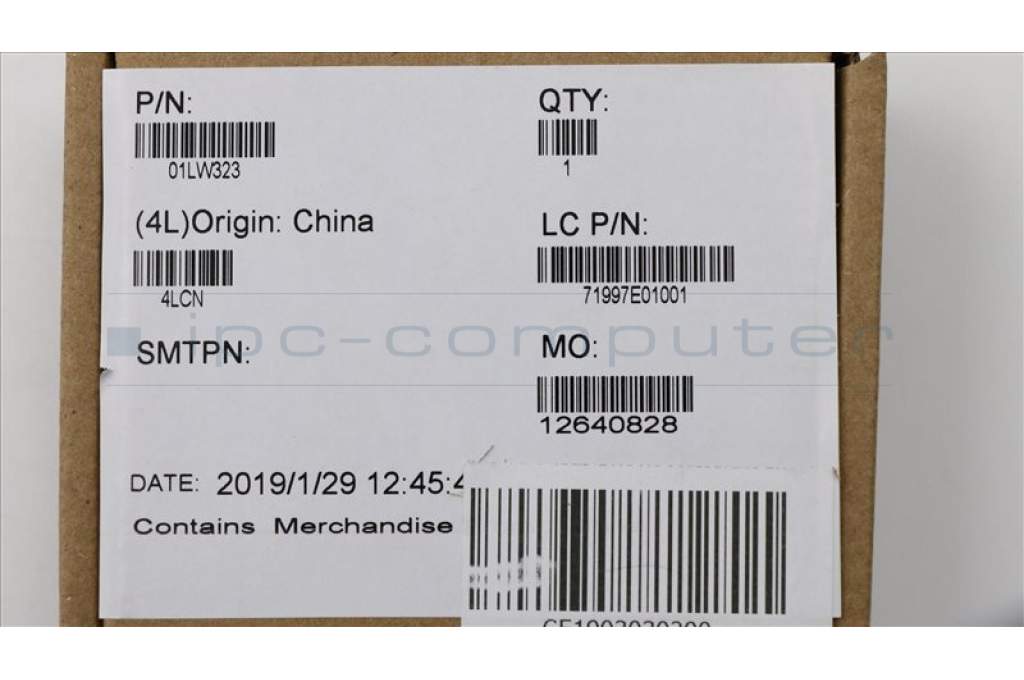 P/N:
QTY:
01LW323
1
(4L)Origin: China
LC P/N:
4LCN
71997E01001
ipc-computer
SMTPN:
MO:
12640828
DATE: 2019/1/29 12:45:4
Contains Merchandise